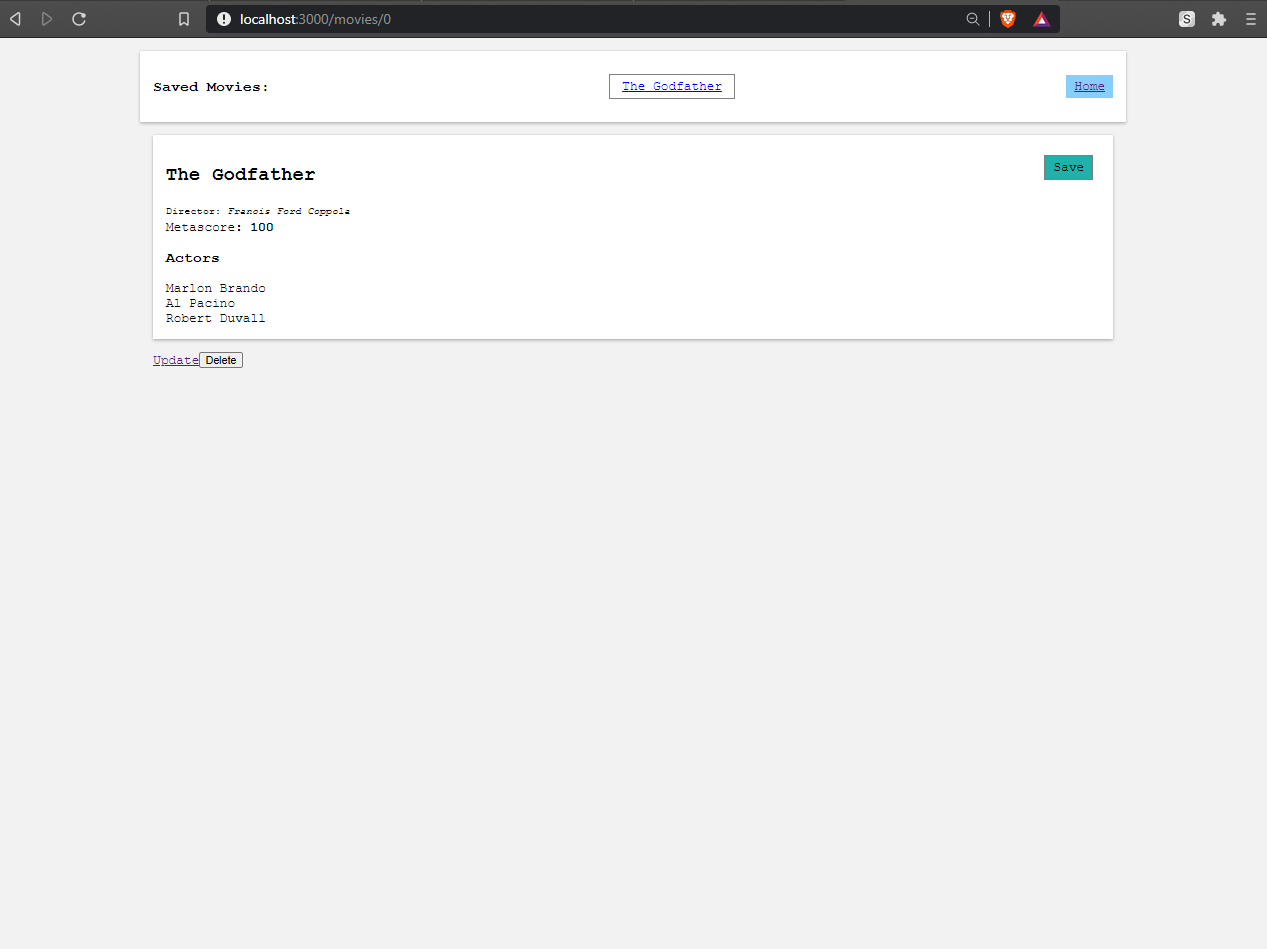 localhost:3000/movies/0
S
Saved Movies:
The Godfather
Home
The Godfather
Save
Director: Francis Ford Coppola
Metascore: 100
Actors
Marlon Brando
Al Pacino
Robert Duvall
Update Delete